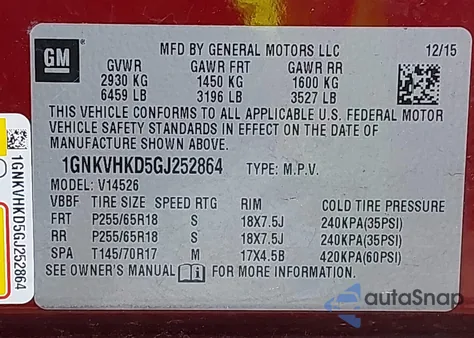 GM
MFD BY GENERAL MOTORS LLC 12/15
GVWR GAWR FRT GAWR RR
2930 KG 1450 KG 1600 KG
6459 LB 3196 LB 3527 LB
THIS VEHICLE CONFORMS TO ALL APPLICABLE U.S. FEDERAL MOTOR
VEHICLE SAFETY STANDARDS IN EFFECT ON THE DATE OF
MANUFACTURE SHOWN ABOVE.
1GNKVHKD5GJ252864 TYPE: M.P.V.
MODEL: V14526
VBBF TIRE SIZE SPEED RTG RIM COLD TIRE PRESSURE
FRT P255/65R18 S 18X7.5J 240KPA(35PSI)
RR P255/65R18 S 18X7.5J 240KPA(35PSI)
SPA T145/70R17 M 17X4.5B 420KPA(60PSI)
SEE OWNER'S MANUAL FOR MORE INFORMATION.
1GNKVHKD5GJ252864
autoSnap